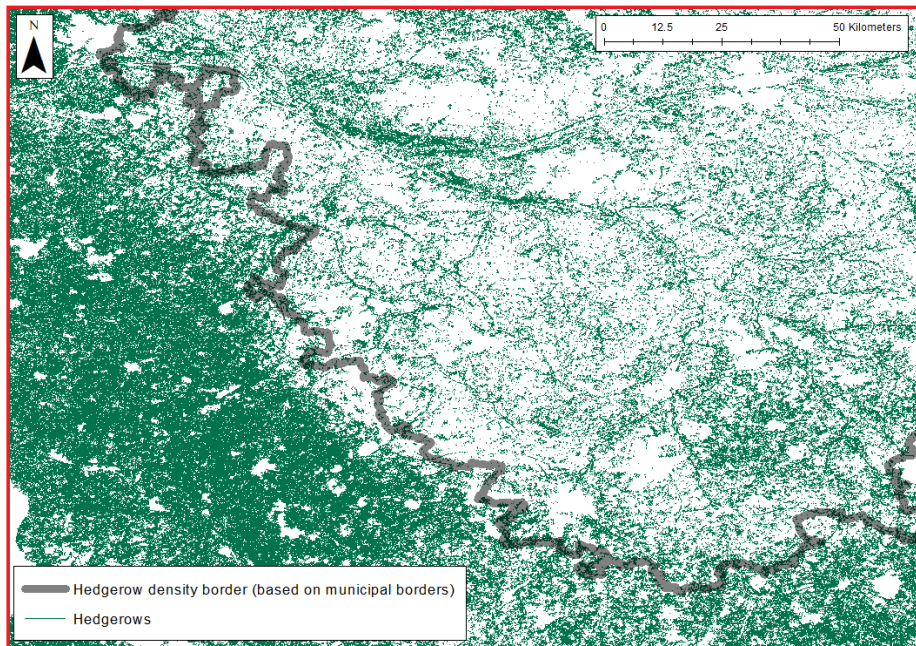 N
0 12.5 25 50 Kilometers
Hedgerow density border (based on municipal borders)
Hedgerows